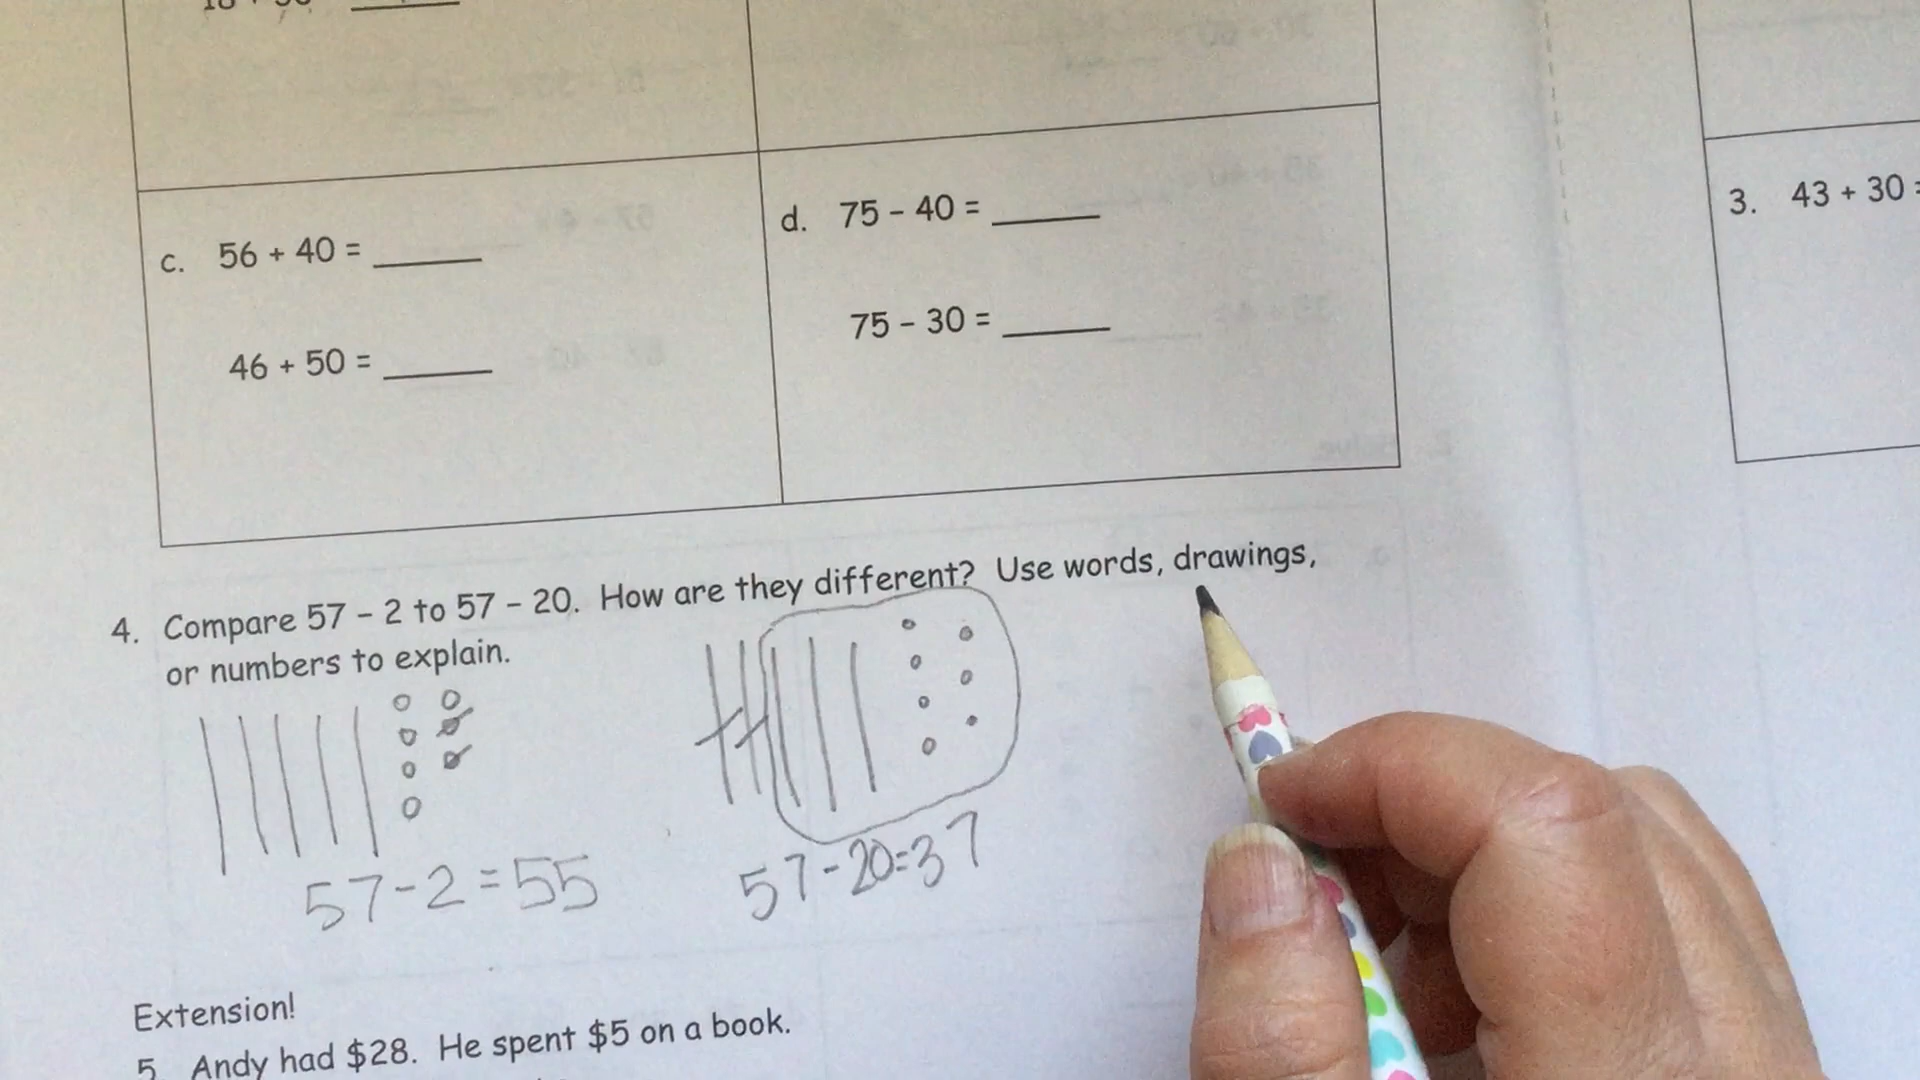 c. 56 + 40 = ______
46 + 50 = ______
d. 75 - 40 = ______
75 - 30 = ______
3. 43 + 30 =
4. Compare 57 - 2 to 57 - 20. How are they different? Use words, drawings,
or numbers to explain.
57-2=55
57-20=37
Extension!
5. Andy had $28. He spent $5 on a book.